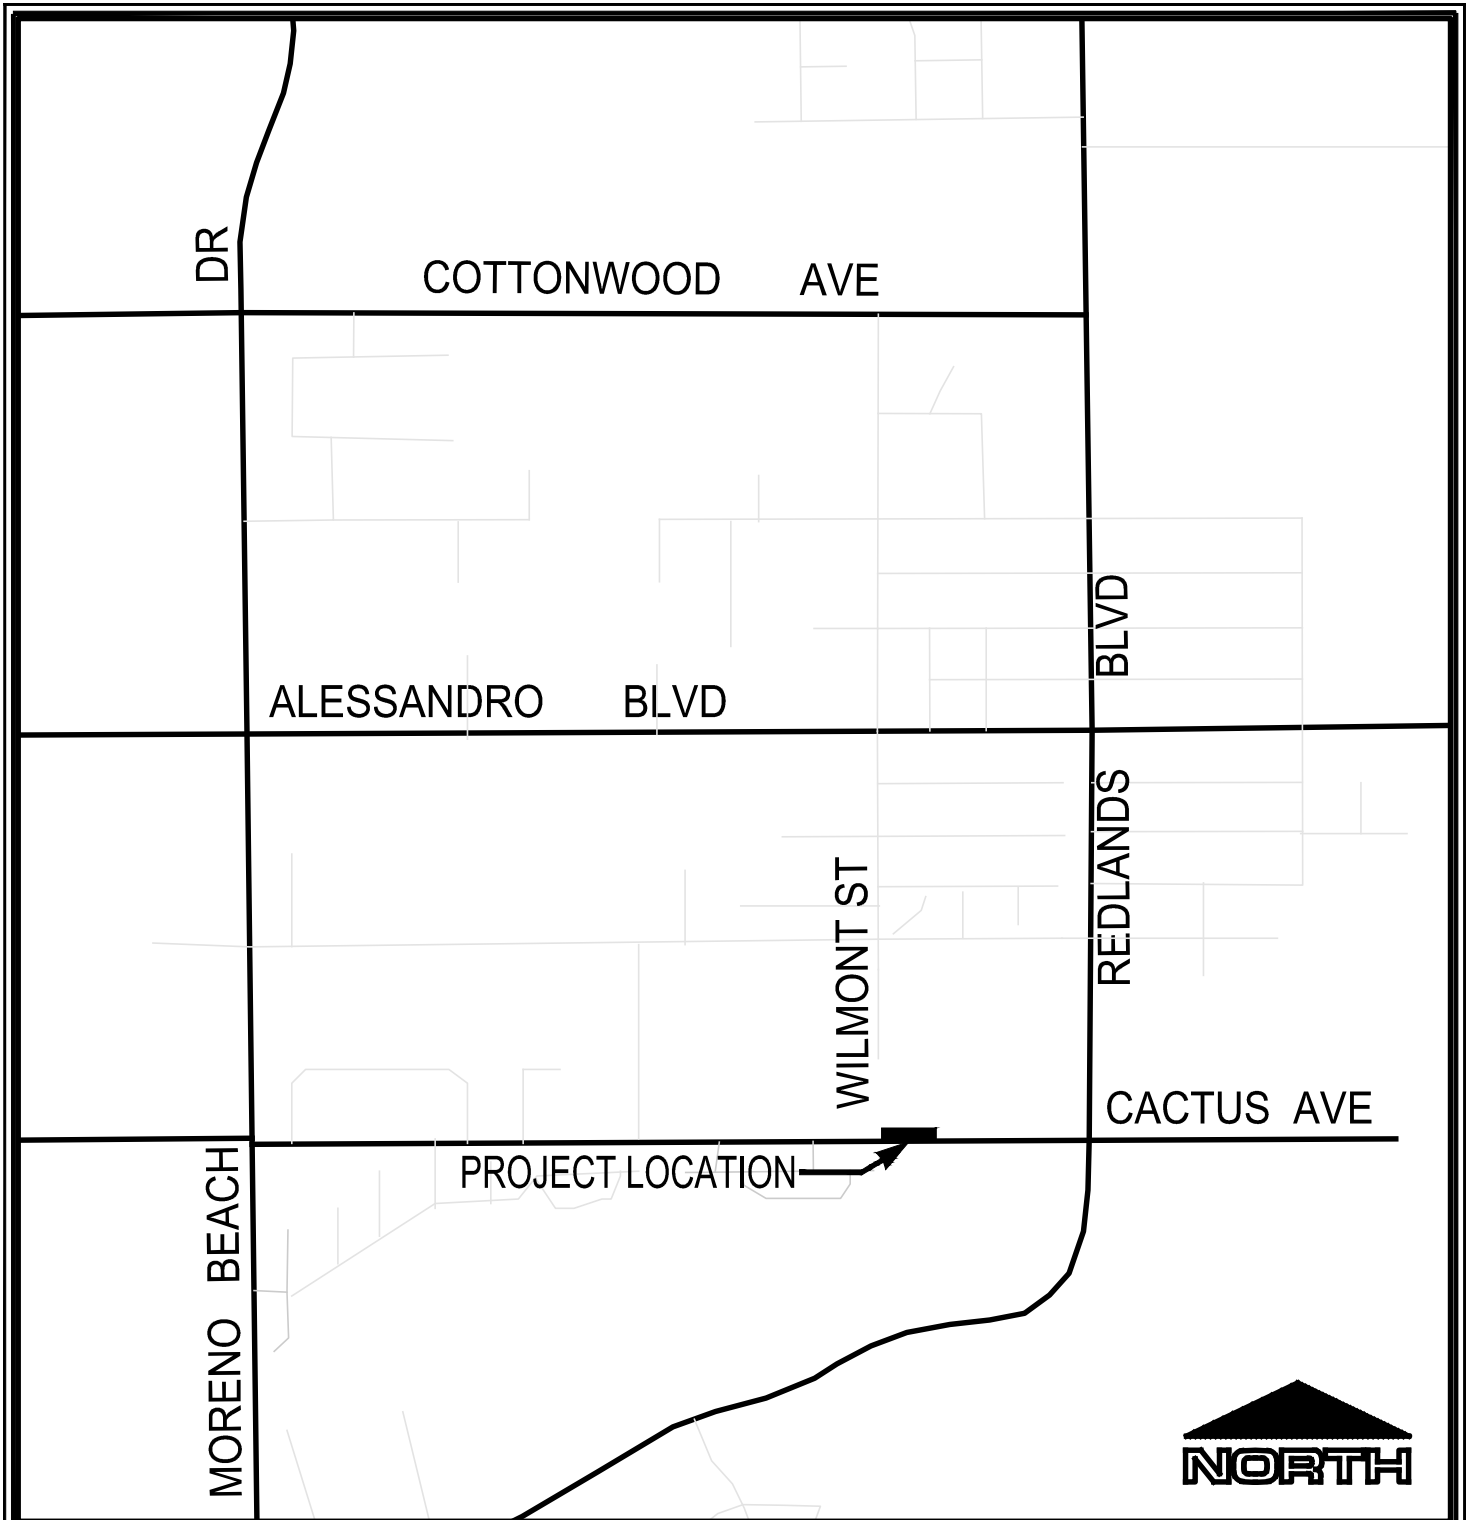 COTTONWOOD AVE
ALESSANDRO BLVD
REDLANDS BLVD
WILMONT ST
CACTUS AVE
PROJECT LOCATION
MORENO BEACH DR
NORTH